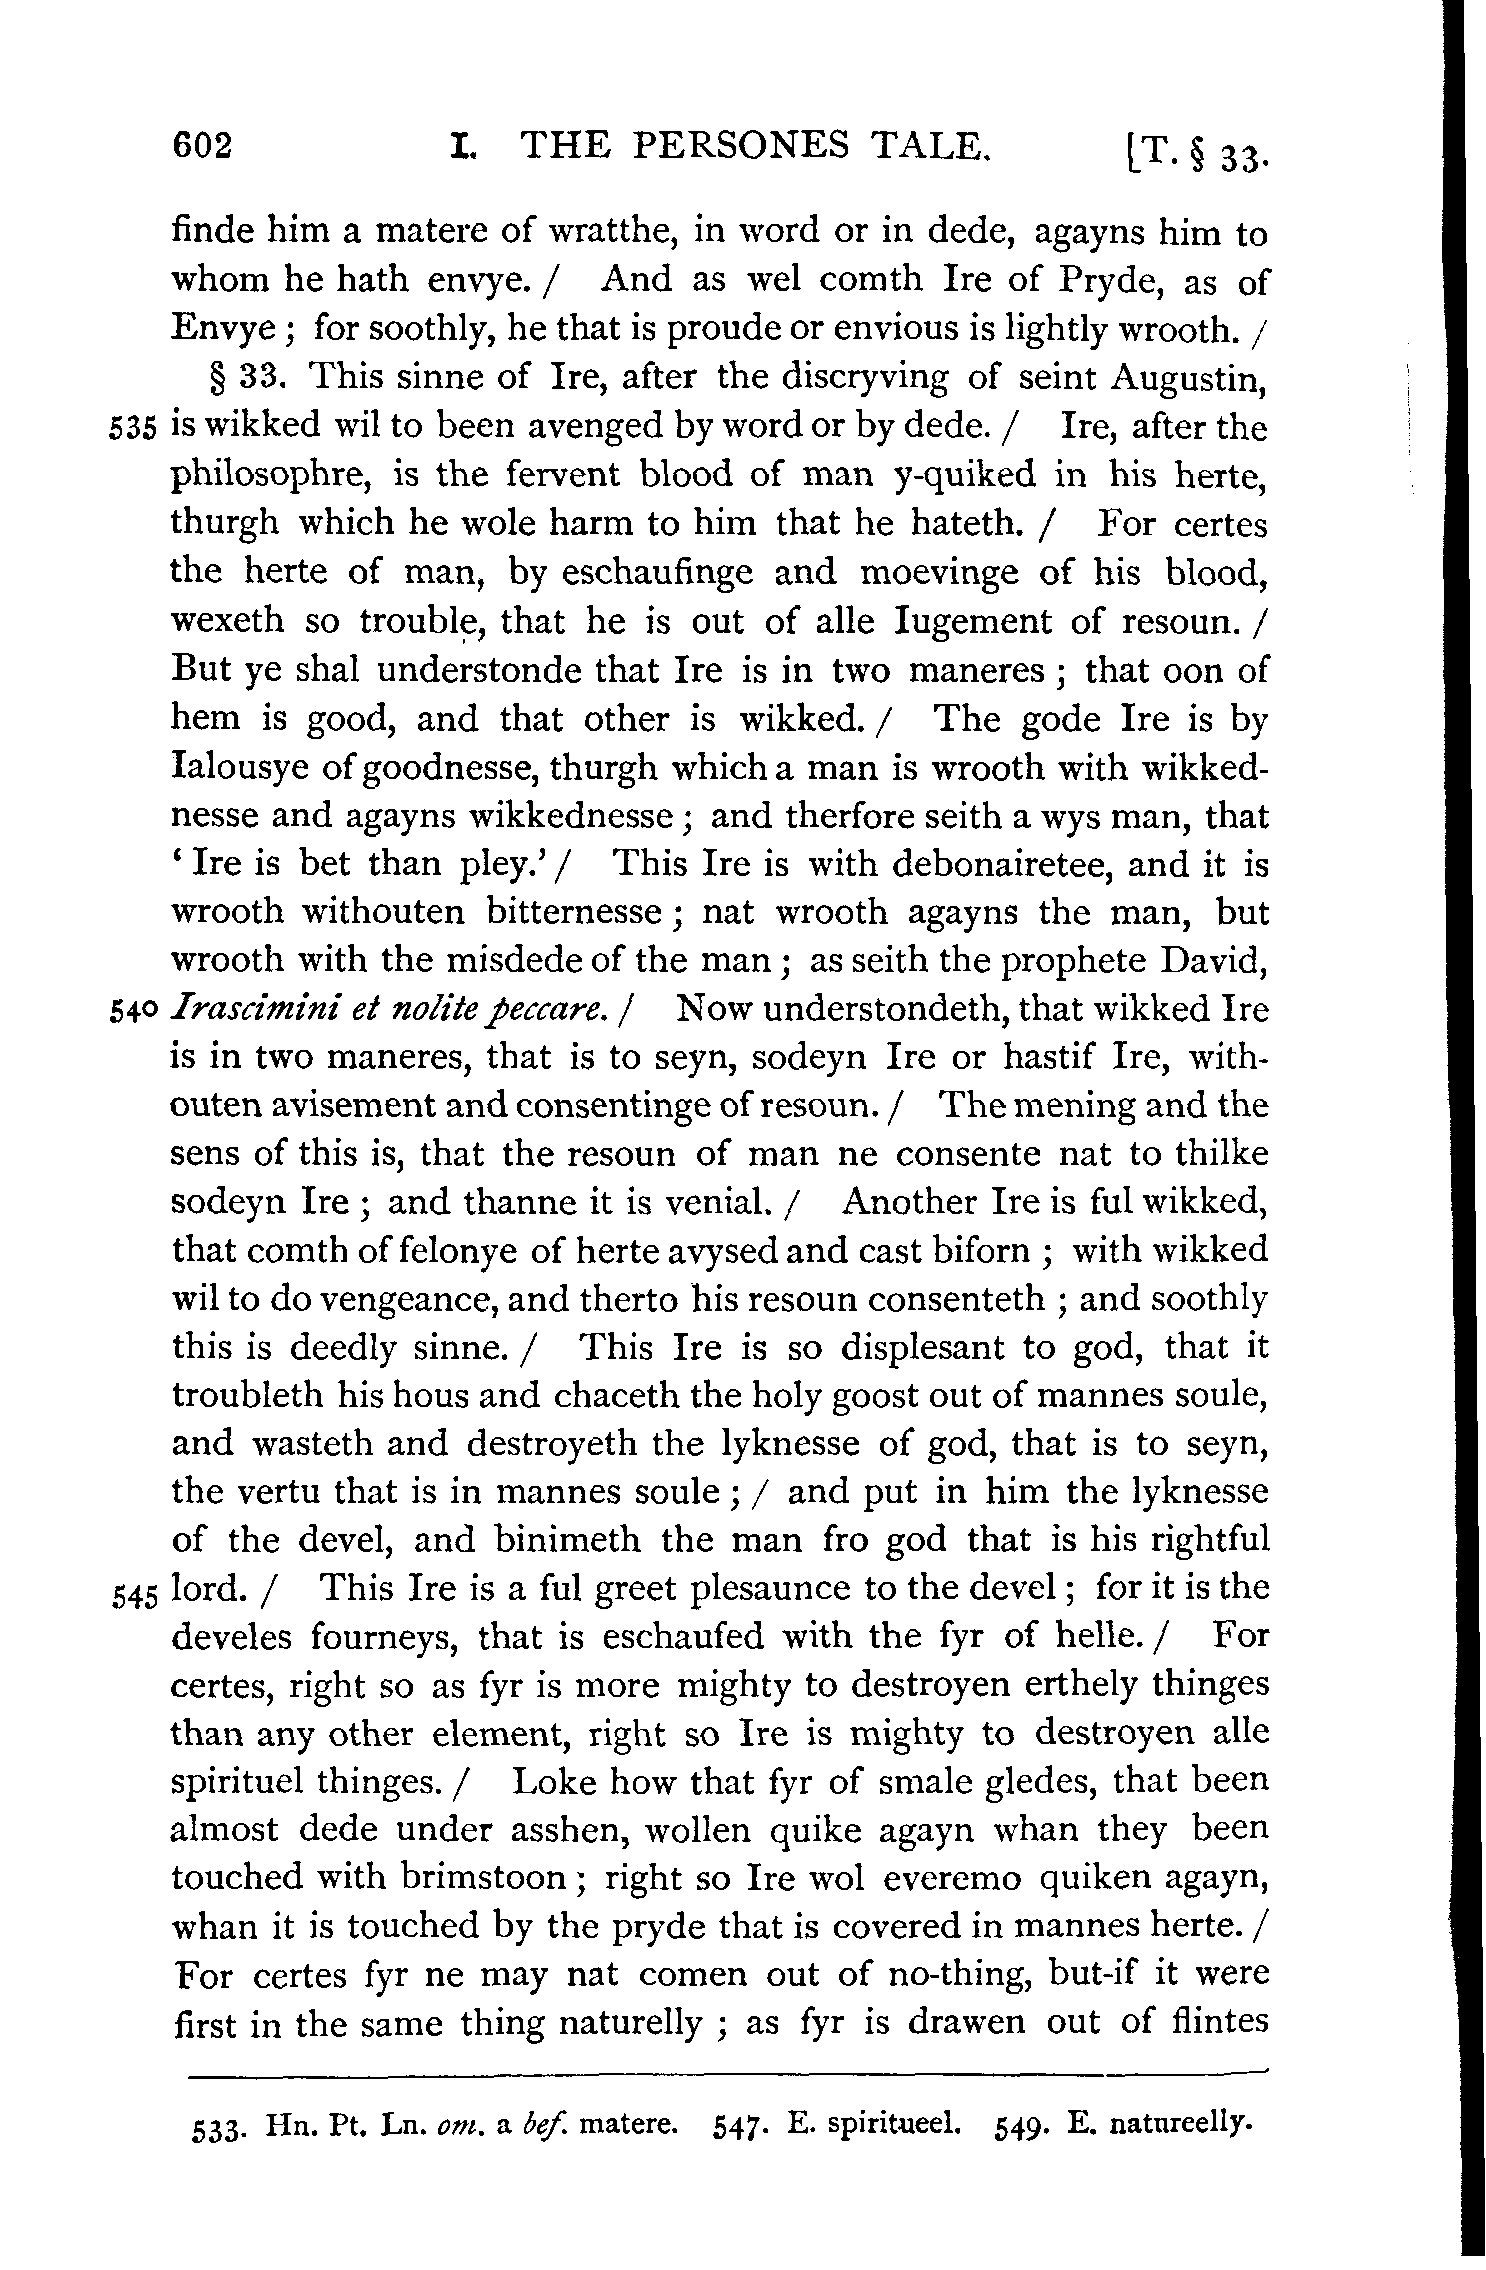 602 I. THE PERSONES TALE. [T. § 33.
finde him a matere of wratthe, in word or in dede, agayns him to
whom he hath envye. / And as wel comth Ire of Pryde, as of
Envye ; for soothly, he that is proude or envious is lightly wrooth. /
§ 33. This sinne of Ire, after the discryving of seint Augustin,
535 is wikked wil to been avenged by word or by dede. / Ire, after the
philosophre, is the fervent blood of man y-quiked in his herte,
thurgh which he wole harm to him that he hateth. / For certes
the herte of man, by eschaufinge and moevinge of his blood,
wexeth so trouble, that he is out of alle Iugement of resoun. /
But ye shal understonde that Ire is in two maneres ; that oon of
hem is good, and that other is wikked. / The gode Ire is by
Ialousye of goodnesse, thurgh which a man is wrooth with wikked-
nesse and agayns wikkednesse ; and therfore seith a wys man, that
‘ Ire is bet than pley.’ / This Ire is with debonairetee, and it is
wrooth withouten bitternesse ; nat wrooth agayns the man, but
wrooth with the misdede of the man ; as seith the prophete David,
540 Irascimini et nolite peccare. / Now understondeth, that wikked Ire
is in two maneres, that is to seyn, sodeyn Ire or hastif Ire, with-
outen avisement and consentinge of resoun. / The mening and the
sens of this is, that the resoun of man ne consente nat to thilke
sodeyn Ire ; and thanne it is venial. / Another Ire is ful wikked,
that comth of felonye of herte avysed and cast biforn ; with wikked
wil to do vengeance, and therto his resoun consenteth ; and soothly
this is deedly sinne. / This Ire is so displesant to god, that it
troubleth his hous and chaceth the holy goost out of mannes soule,
and wasteth and destroyeth the lyknesse of god, that is to seyn,
the vertu that is in mannes soule ; / and put in him the lyknesse
of the devel, and binimeth the man fro god that is his rightful
545 lord. / This Ire is a ful greet plesaunce to the devel ; for it is the
develes fourneys, that is eschaufed with the fyr of helle. / For
certes, right so as fyr is more mighty to destroyen erthely thinges
than any other element, right so Ire is mighty to destroyen alle
spirituel thinges. / Loke how that fyr of smale gledes, that been
almost dede under asshen, wollen quike agayn whan they been
touched with brimstoon ; right so Ire wol everemo quiken agayn,
whan it is touched by the pryde that is covered in mannes herte. /
For certes fyr ne may nat comen out of no-thing, but-if it were
first in the same thing naturelly ; as fyr is drawen out of flintes
533. Hn. Pt. Ln. om. a bef. matere. 547. E. spiritueel. 549. E. natureelly.